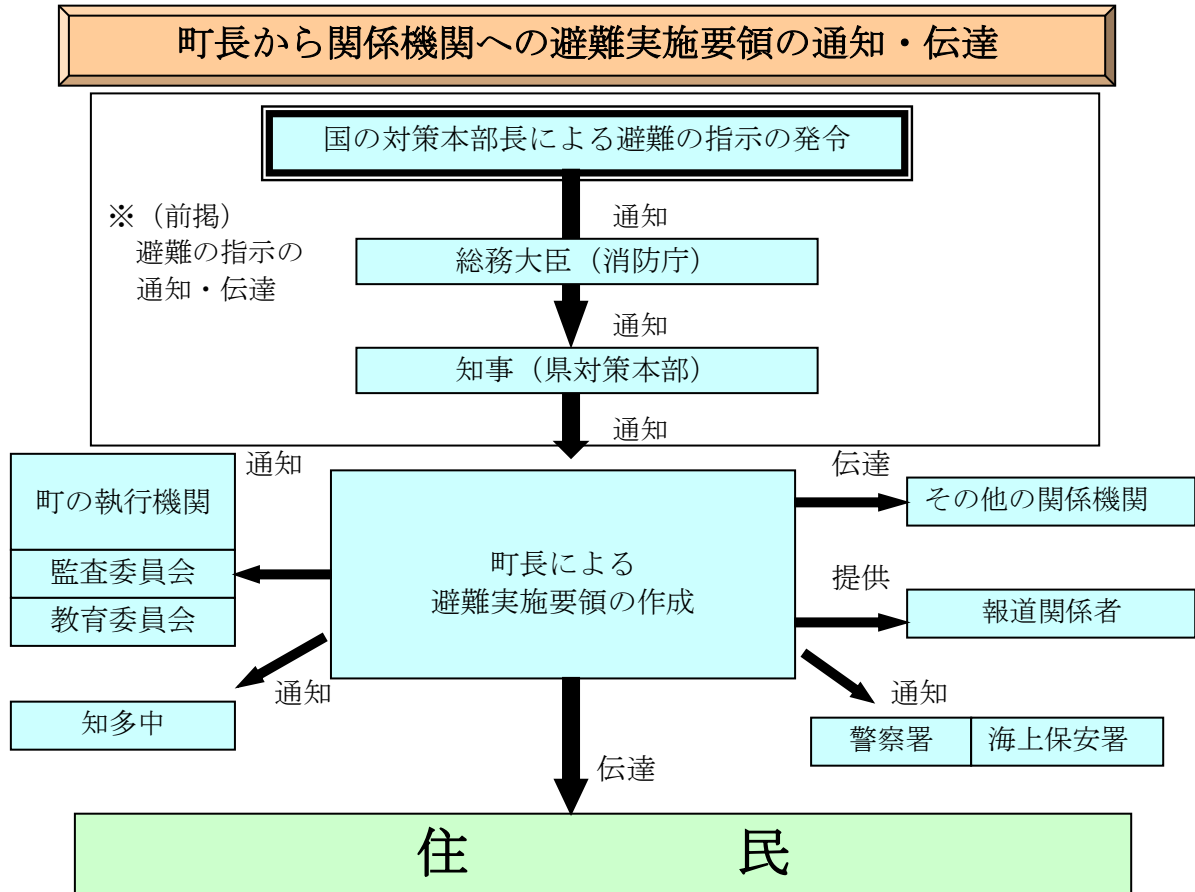 町長から関係機関への避難実施要領の通知・伝達
国の対策本部長による避難の指示の発令
※（前掲）
避難の指示の
通知・伝達
通知
総務大臣（消防庁）
通知
知事（県対策本部）
通知
通知
町の執行機関
監査委員会
教育委員会
町長による
避難実施要領の作成
伝達
その他の関係機関
提供
報道関係者
通知
知多中
通知
警察署
海上保安署
伝達
住　　民